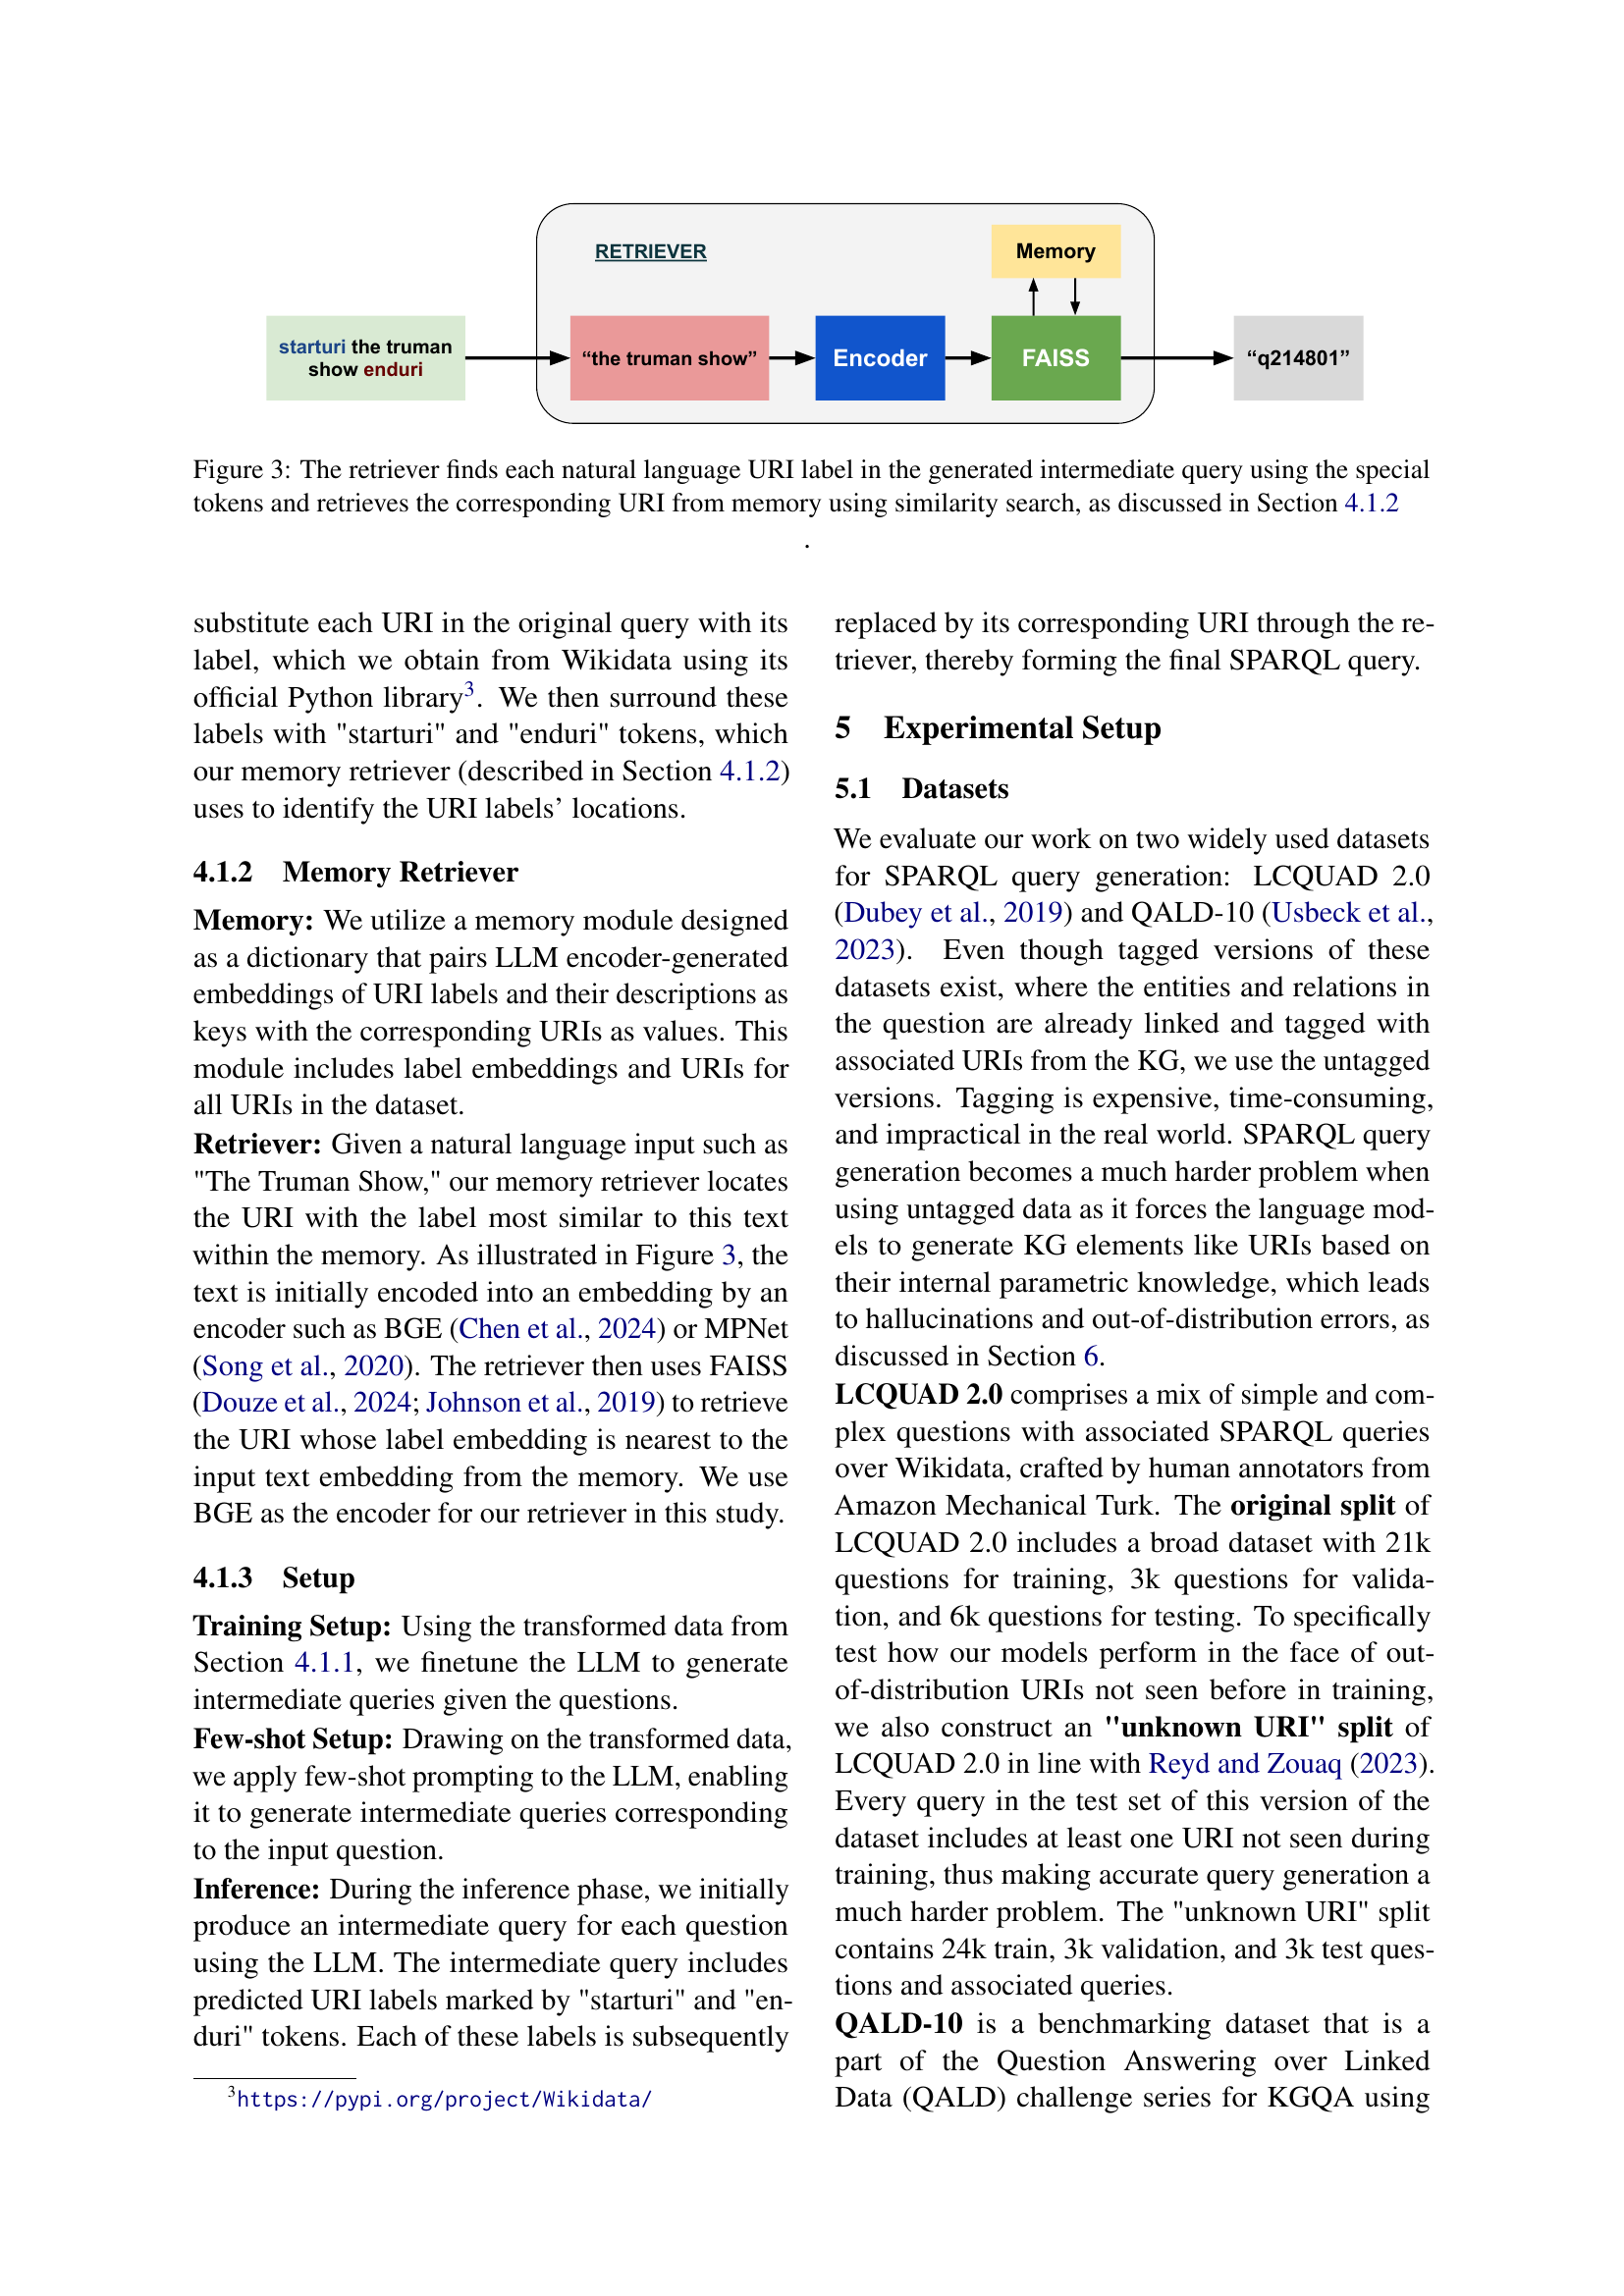 RETRIEVER
Memory
starturi the truman
show enduri
“the truman show”
Encoder
FAISS
“q214801”
Figure 3: The retriever finds each natural language URI label in the generated intermediate query using the special
tokens and retrieves the corresponding URI from memory using similarity search, as discussed in Section 4.1.2
.
substitute each URI in the original query with its
label, which we obtain from Wikidata using its
official Python library3. We then surround these
labels with "starturi" and "enduri" tokens, which
our memory retriever (described in Section 4.1.2)
uses to identify the URI labels’ locations.
4.1.2 Memory Retriever
Memory: We utilize a memory module designed
as a dictionary that pairs LLM encoder-generated
embeddings of URI labels and their descriptions as
keys with the corresponding URIs as values. This
module includes label embeddings and URIs for
all URIs in the dataset.
Retriever: Given a natural language input such as
"The Truman Show," our memory retriever locates
the URI with the label most similar to this text
within the memory. As illustrated in Figure 3, the
text is initially encoded into an embedding by an
encoder such as BGE (Chen et al., 2024) or MPNet
(Song et al., 2020). The retriever then uses FAISS
(Douze et al., 2024; Johnson et al., 2019) to retrieve
the URI whose label embedding is nearest to the
input text embedding from the memory. We use
BGE as the encoder for our retriever in this study.
4.1.3 Setup
Training Setup: Using the transformed data from
Section 4.1.1, we finetune the LLM to generate
intermediate queries given the questions.
Few-shot Setup: Drawing on the transformed data,
we apply few-shot prompting to the LLM, enabling
it to generate intermediate queries corresponding
to the input question.
Inference: During the inference phase, we initially
produce an intermediate query for each question
using the LLM. The intermediate query includes
predicted URI labels marked by "starturi" and "en-
duri" tokens. Each of these labels is subsequently
3https://pypi.org/project/Wikidata/
replaced by its corresponding URI through the re-
triever, thereby forming the final SPARQL query.
5 Experimental Setup
5.1 Datasets
We evaluate our work on two widely used datasets
for SPARQL query generation: LCQUAD 2.0
(Dubey et al., 2019) and QALD-10 (Usbeck et al.,
2023). Even though tagged versions of these
datasets exist, where the entities and relations in
the question are already linked and tagged with
associated URIs from the KG, we use the untagged
versions. Tagging is expensive, time-consuming,
and impractical in the real world. SPARQL query
generation becomes a much harder problem when
using untagged data as it forces the language mod-
els to generate KG elements like URIs based on
their internal parametric knowledge, which leads
to hallucinations and out-of-distribution errors, as
discussed in Section 6.
LCQUAD 2.0 comprises a mix of simple and com-
plex questions with associated SPARQL queries
over Wikidata, crafted by human annotators from
Amazon Mechanical Turk. The original split of
LCQUAD 2.0 includes a broad dataset with 21k
questions for training, 3k questions for valida-
tion, and 6k questions for testing. To specifically
test how our models perform in the face of out-
of-distribution URIs not seen before in training,
we also construct an "unknown URI" split of
LCQUAD 2.0 in line with Reyd and Zouaq (2023).
Every query in the test set of this version of the
dataset includes at least one URI not seen during
training, thus making accurate query generation a
much harder problem. The "unknown URI" split
contains 24k train, 3k validation, and 3k test ques-
tions and associated queries.
QALD-10 is a benchmarking dataset that is a
part of the Question Answering over Linked
Data (QALD) challenge series for KGQA using